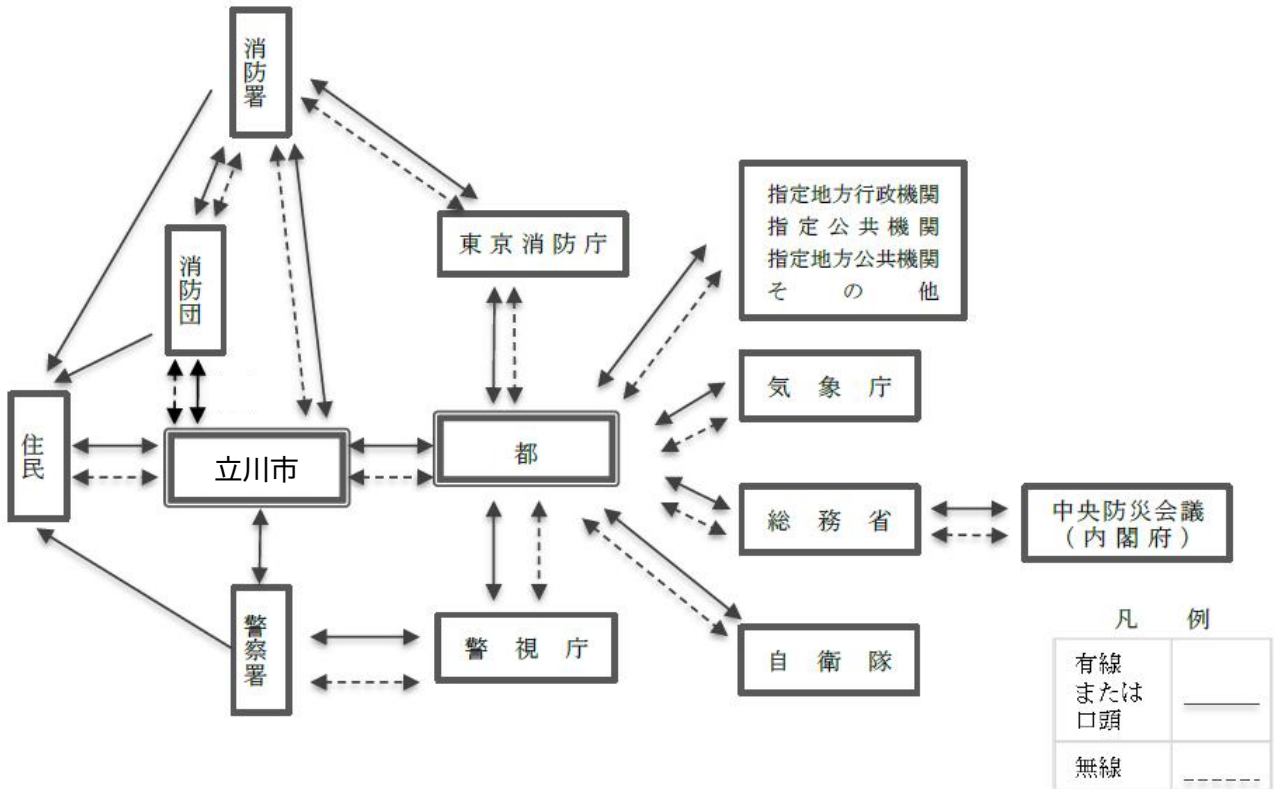 消防署
消防団
東京消防庁
指定地方行政機関
指定公共機関
指定地方公共機関
その他
気象庁
住民
立川市
都
総務省
中央防災会議
(内閣府)
警察署
警視庁
自衛隊
凡例
有線
または
口頭
無線